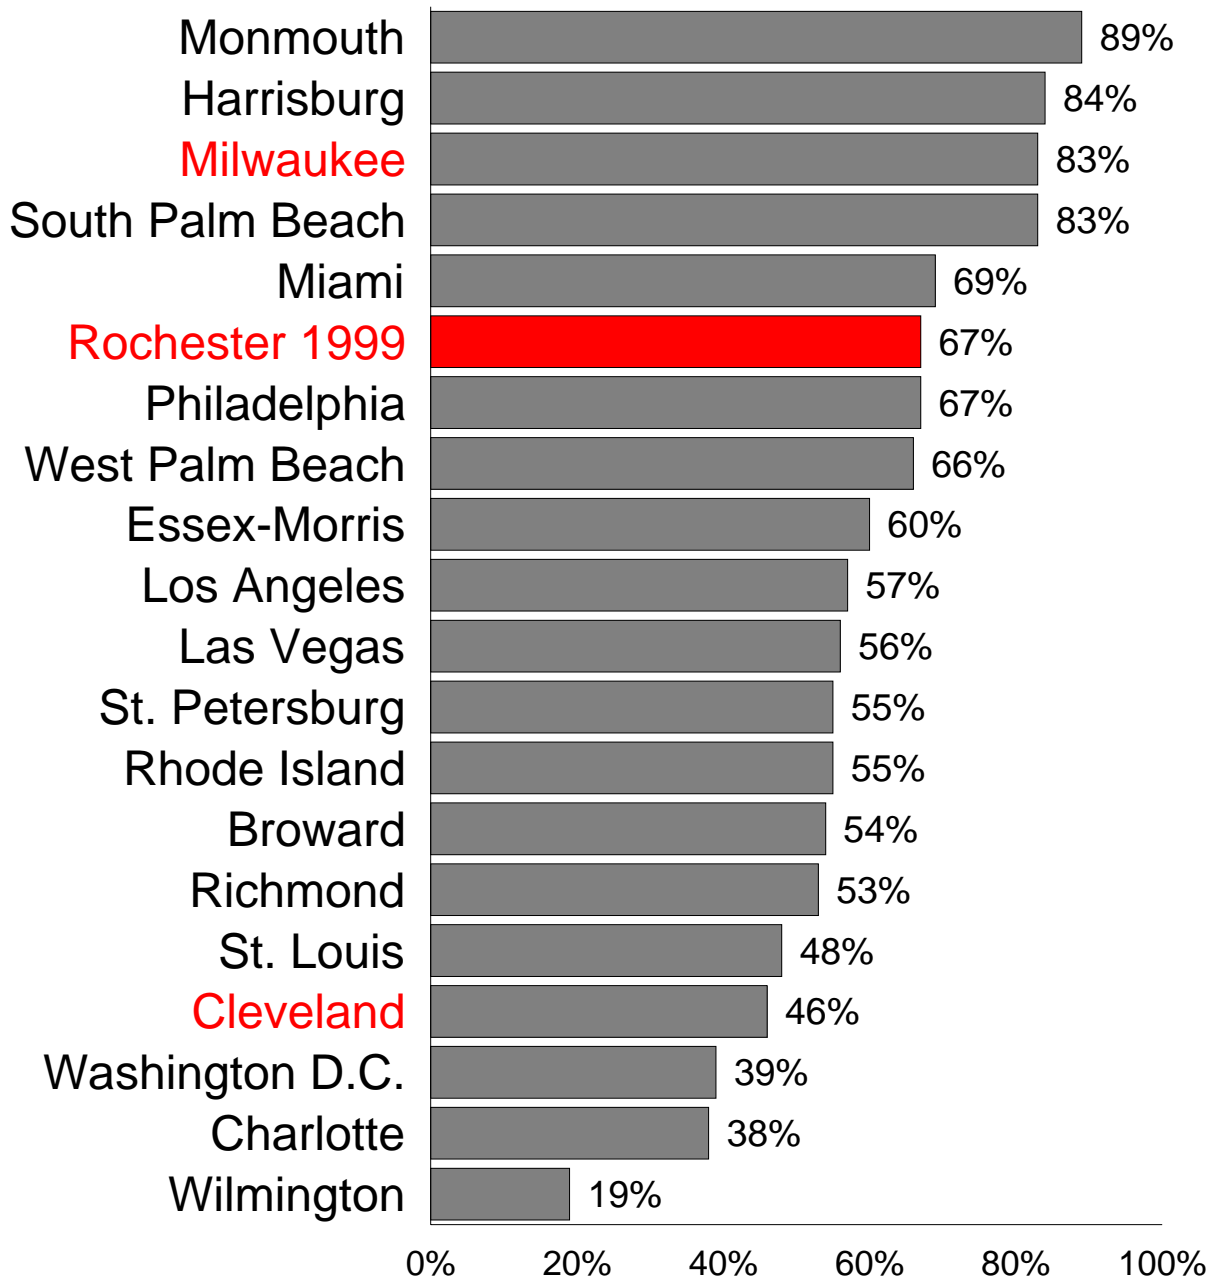 Monmouth 89%
Harrisburg 84%
Milwaukee 83%
South Palm Beach 83%
Miami 69%
Rochester 1999 67%
Philadelphia 67%
West Palm Beach 66%
Essex-Morris 60%
Los Angeles 57%
Las Vegas 56%
St. Petersburg 55%
Rhode Island 55%
Broward 54%
Richmond 53%
St. Louis 48%
Cleveland 46%
Washington D.C. 39%
Charlotte 38%
Wilmington 19%
0% 20% 40% 60% 80% 100%